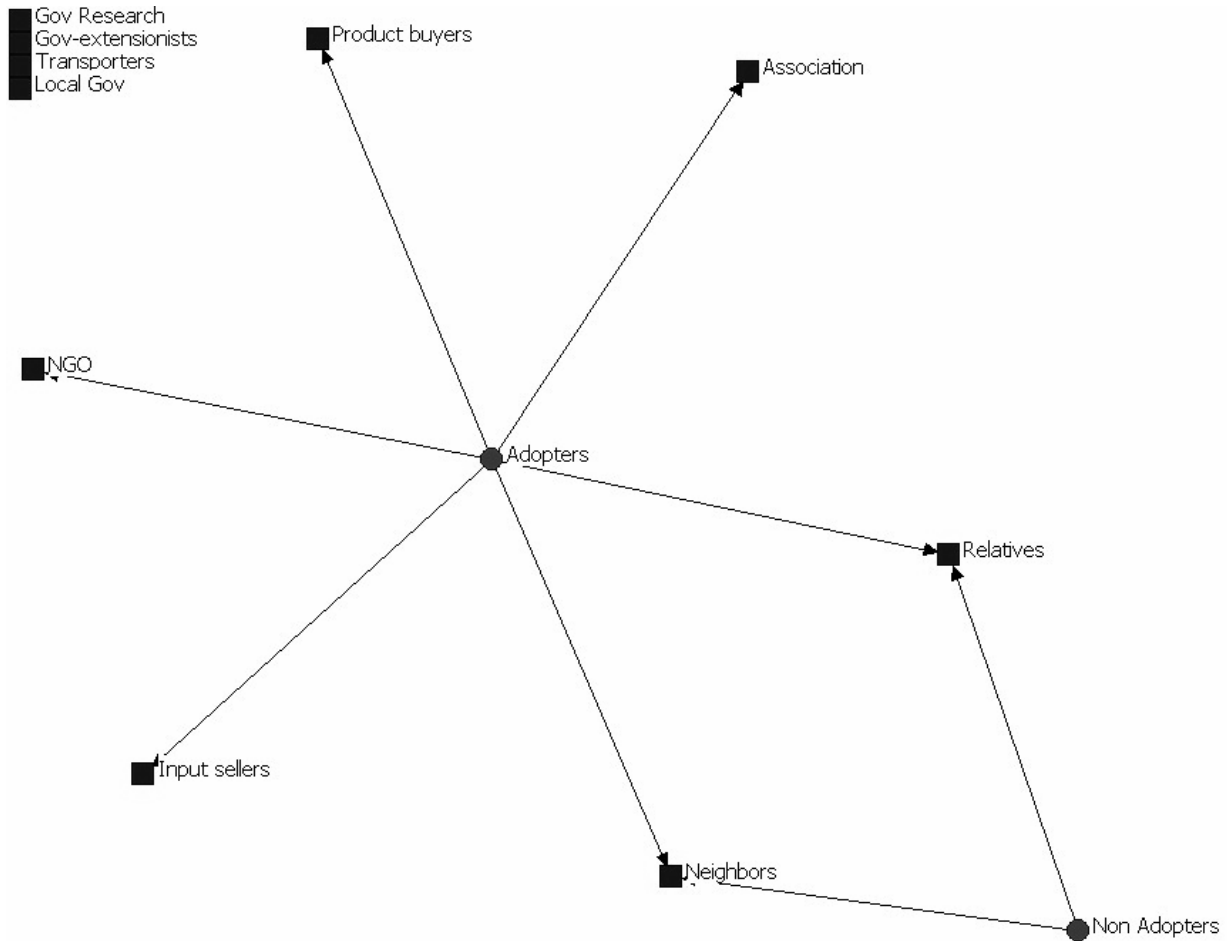 Gov Research
Gov-extensionists
Transporters
Local Gov
Product buyers
Association
NGO
Adopters
Relatives
Input sellers
Neighbors
Non Adopters